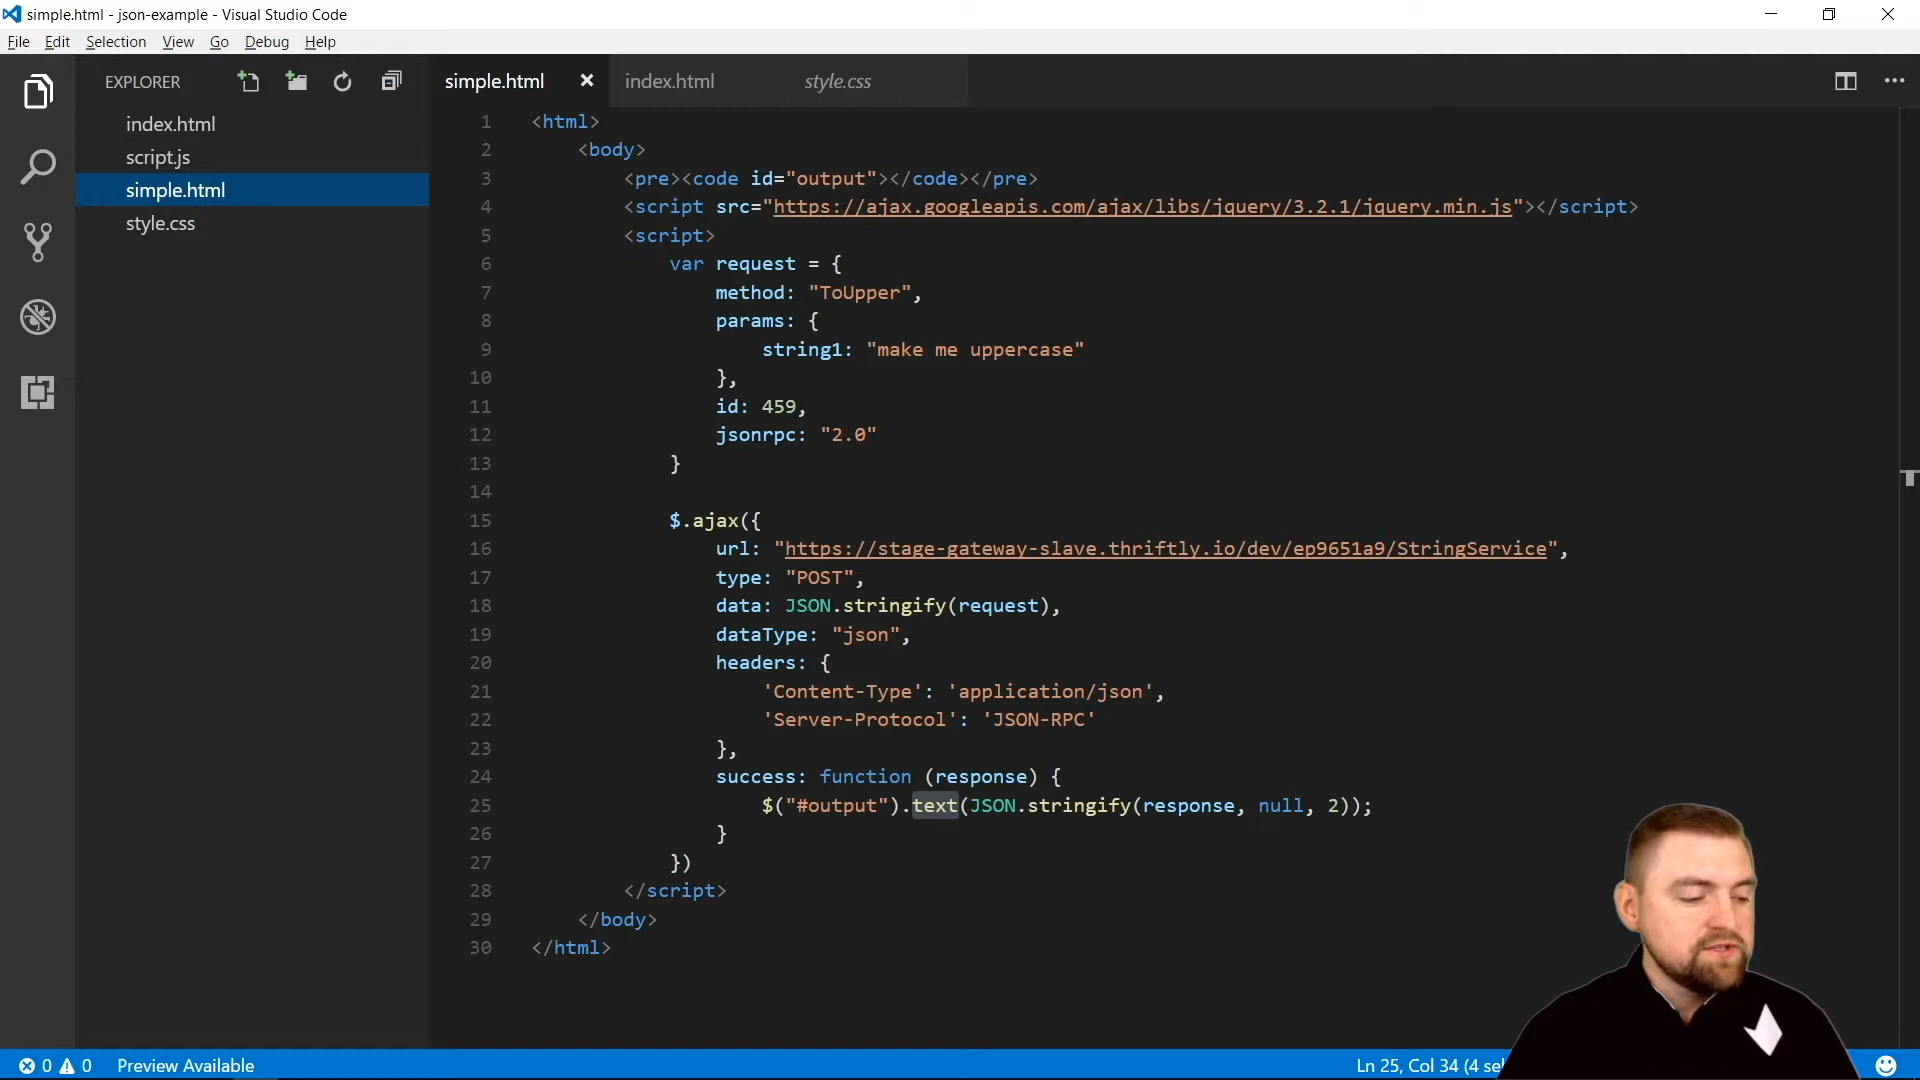 simple.html - json-example - Visual Studio Code
File Edit Selection View Go Debug Help
EXPLORER
index.html
script.js
simple.html
style.css
simple.html × index.html style.css
1 <html>
2 <body>
3 <pre><code id="output"></code></pre>
4 <script src="https://ajax.googleapis.com/ajax/libs/jquery/3.2.1/jquery.min.js"></script>
5 <script>
6 var request = {
7 method: "ToUpper",
8 params: {
9 string1: "make me uppercase"
10 },
11 id: 459,
12 jsonrpc: "2.0"
13 }
14
15 $.ajax({
16 url: "https://stage-gateway-slave.thriftly.io/dev/ep9651a9/StringService",
17 type: "POST",
18 data: JSON.stringify(request),
19 dataType: "json",
20 headers: {
21 'Content-Type': 'application/json',
22 'Server-Protocol': 'JSON-RPC'
23 },
24 success: function (response) {
25 $("#output").text(JSON.stringify(response, null, 2));
26 }
27 })
28 </script>
29 </body>
30 </html>
0 0 Preview Available Ln 25, Col 34 (4 sel